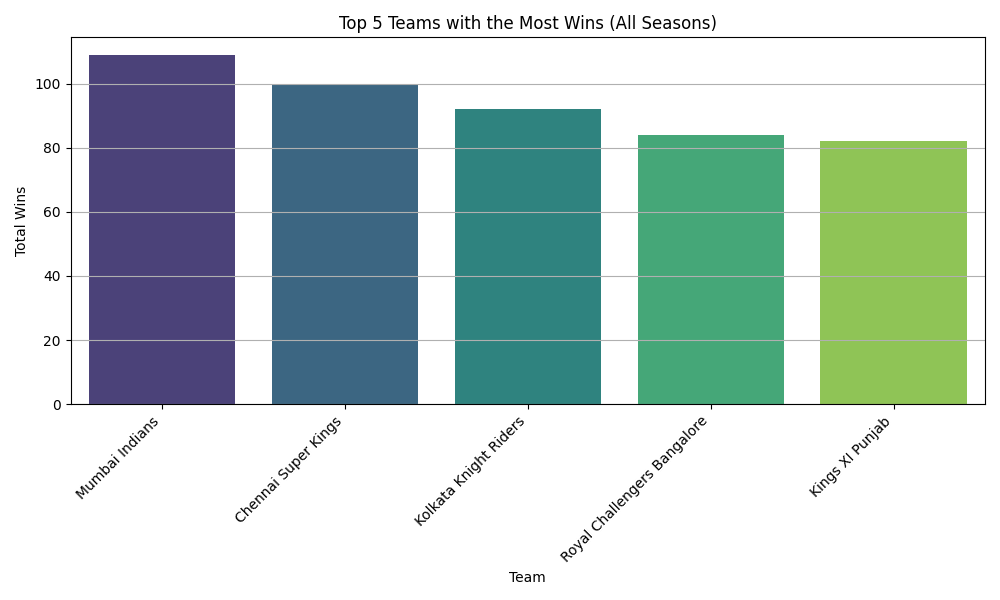 Top 5 Teams with the Most Wins (All Seasons)
Total Wins
100
80
60
40
20
0
Mumbai Indians
Chennai Super Kings
Kolkata Knight Riders
Royal Challengers Bangalore
Kings XI Punjab
Team